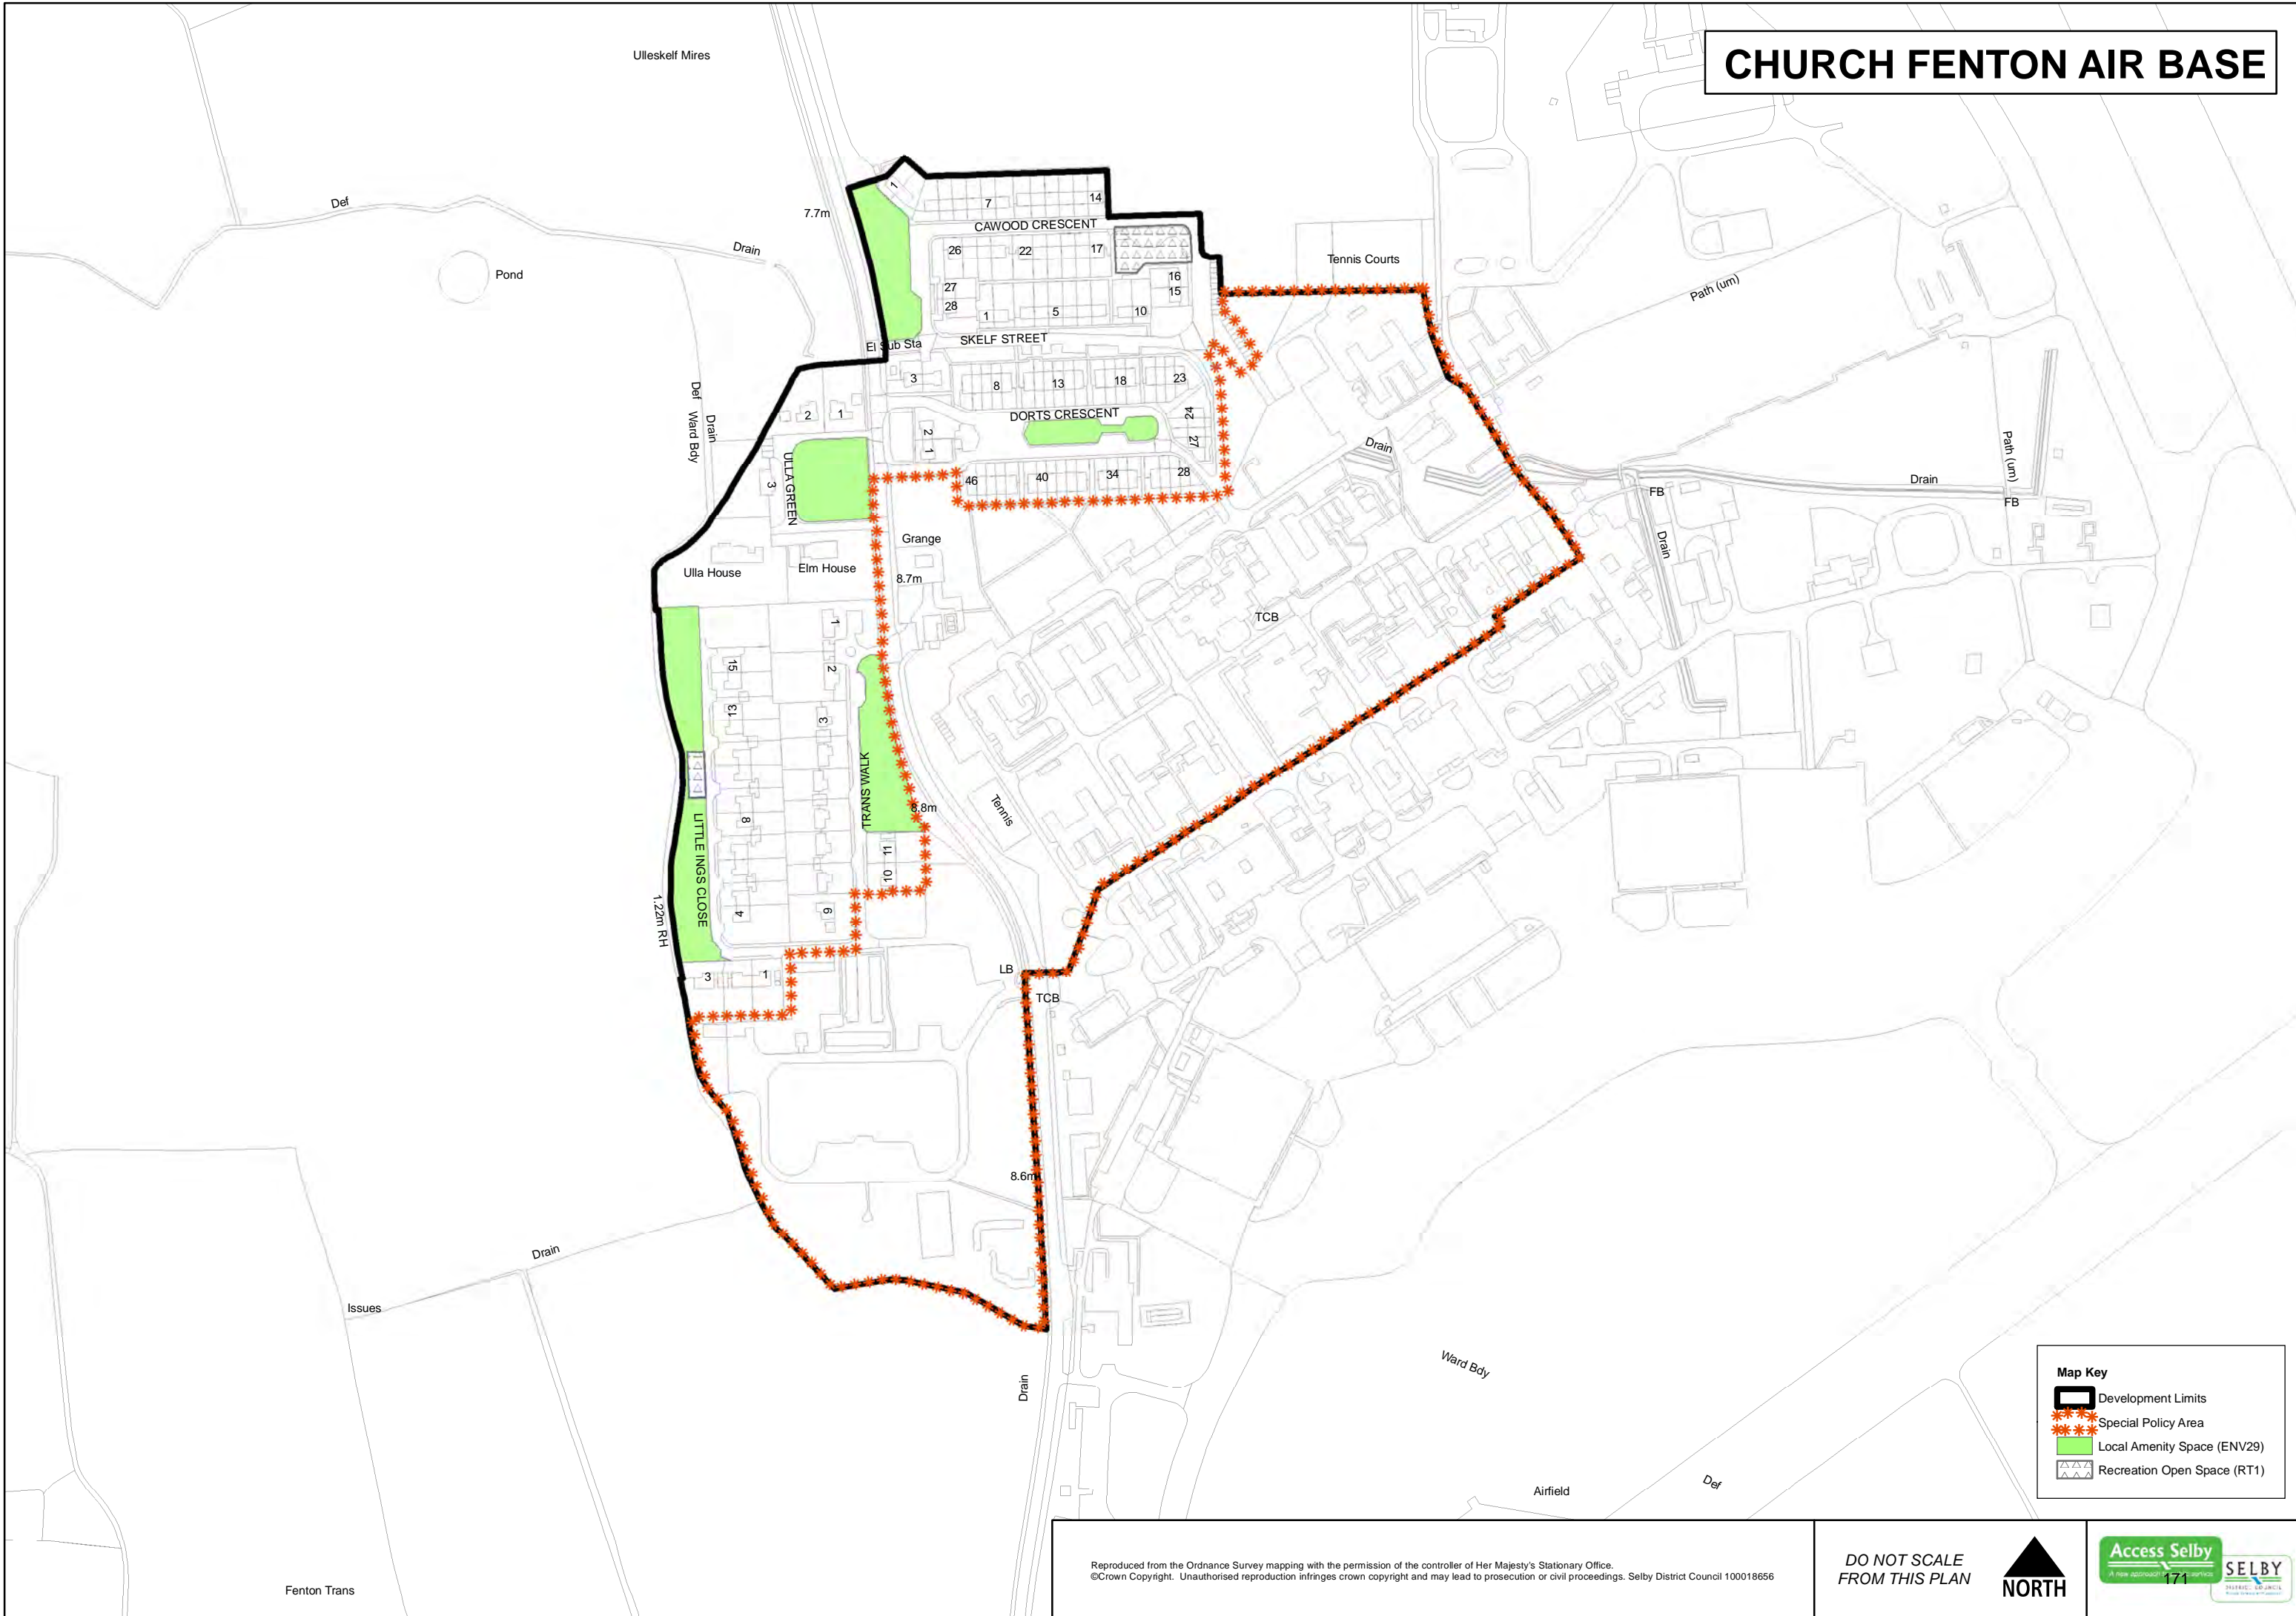 CHURCH FENTON AIR BASE
Ulleskelf Mires
Def
7.7m
Drain
Pond
1
7
14
CAWOOD CRESCENT
26
22
17
27
28
1
5
10
16
15
Tennis Courts
Path (um)
El Sub Sta
SKELF STREET
3
8
13
18
23
DORTS CRESCENT
24
27
2
1
2
1
Def
Ward Bdy
Drain
ULLA GREEN
3
46
40
34
28
Drain
FB
Drain
Drain
Path (um)
FB
Grange
Ulla House
Elm House
8.7m
TCB
1
15
2
13
3
TRANS WALK
8.8m
Tennis
8
LITTLE INGS CLOSE
11
10
4
9
1.22m RH
3
1
LB
TCB
8.6m
Drain
Issues
Drain
Ward Bdy
Airfield
Def
Fenton Trans
Map Key
Development Limits
Special Policy Area
Local Amenity Space (ENV29)
Recreation Open Space (RT1)
Reproduced from the Ordnance Survey mapping with the permission of the controller of Her Majesty's Stationary Office.
©Crown Copyright. Unauthorised reproduction infringes crown copyright and may lead to prosecution or civil proceedings. Selby District Council 100018656
DO NOT SCALE
FROM THIS PLAN
NORTH
Access Selby
171
SELBY
DISTRICT COUNCIL